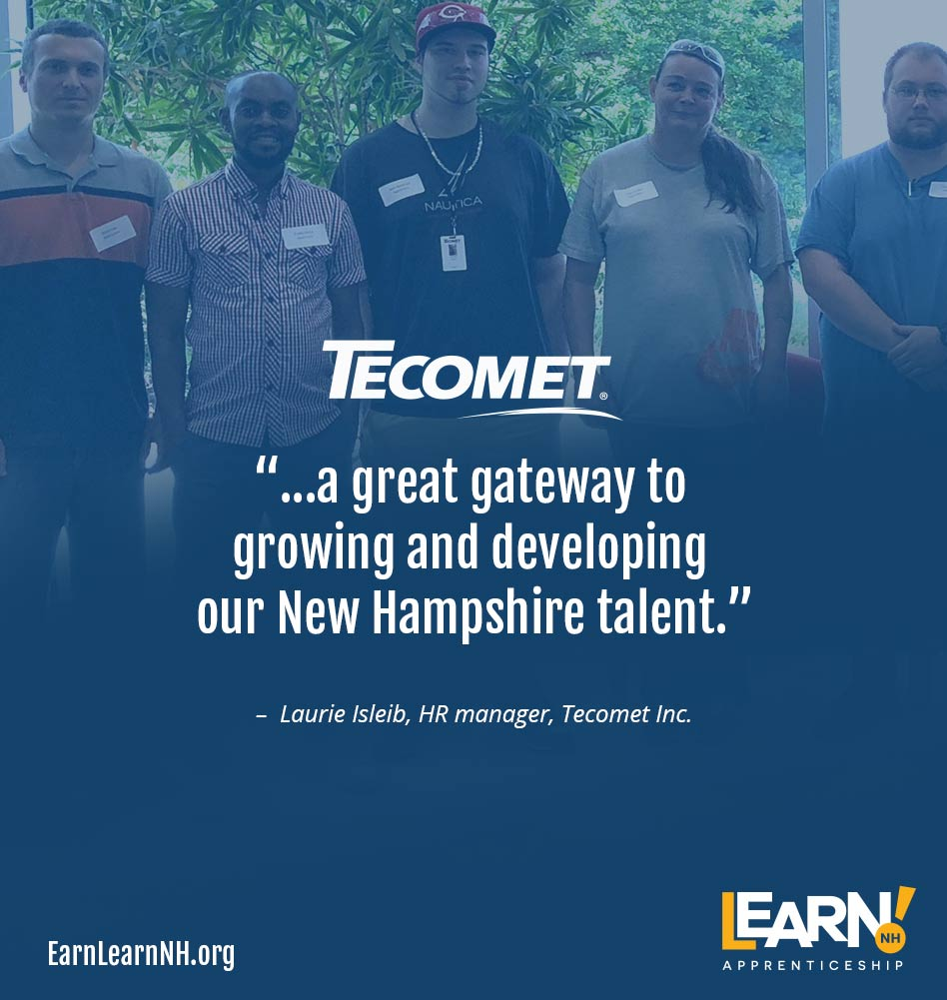 NAUTICA
TECOMET
TECOMET®
“...a great gateway to
growing and developing
our New Hampshire talent.”
– Laurie Isleib, HR manager, Tecomet Inc.
EarnLearnNH.org
LEARN!
NH
APPRENTICESHIP